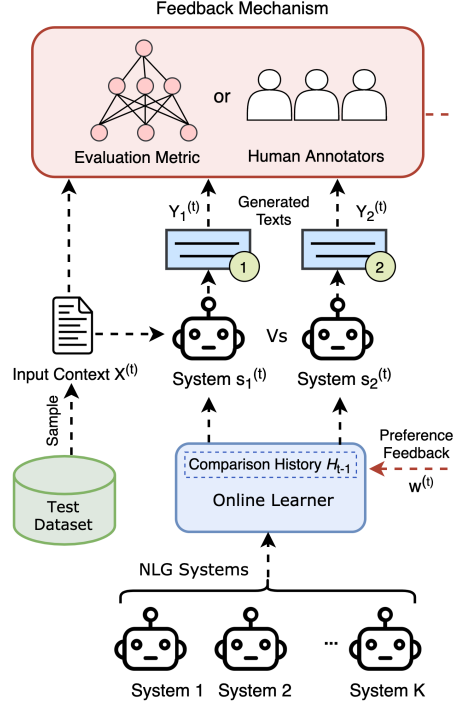 Feedback Mechanism
or
Evaluation Metric
Human Annotators
Y₁⁽ᵗ⁾
Generated
Texts
Y₂⁽ᵗ⁾
1
2
Vs
Input Context X⁽ᵗ⁾
System s₁⁽ᵗ⁾
System s₂⁽ᵗ⁾
Sample
Test
Dataset
Comparison History Hₜ₋₁
Online Learner
Preference
Feedback
w⁽ᵗ⁾
NLG Systems
...
System 1
System 2
System K